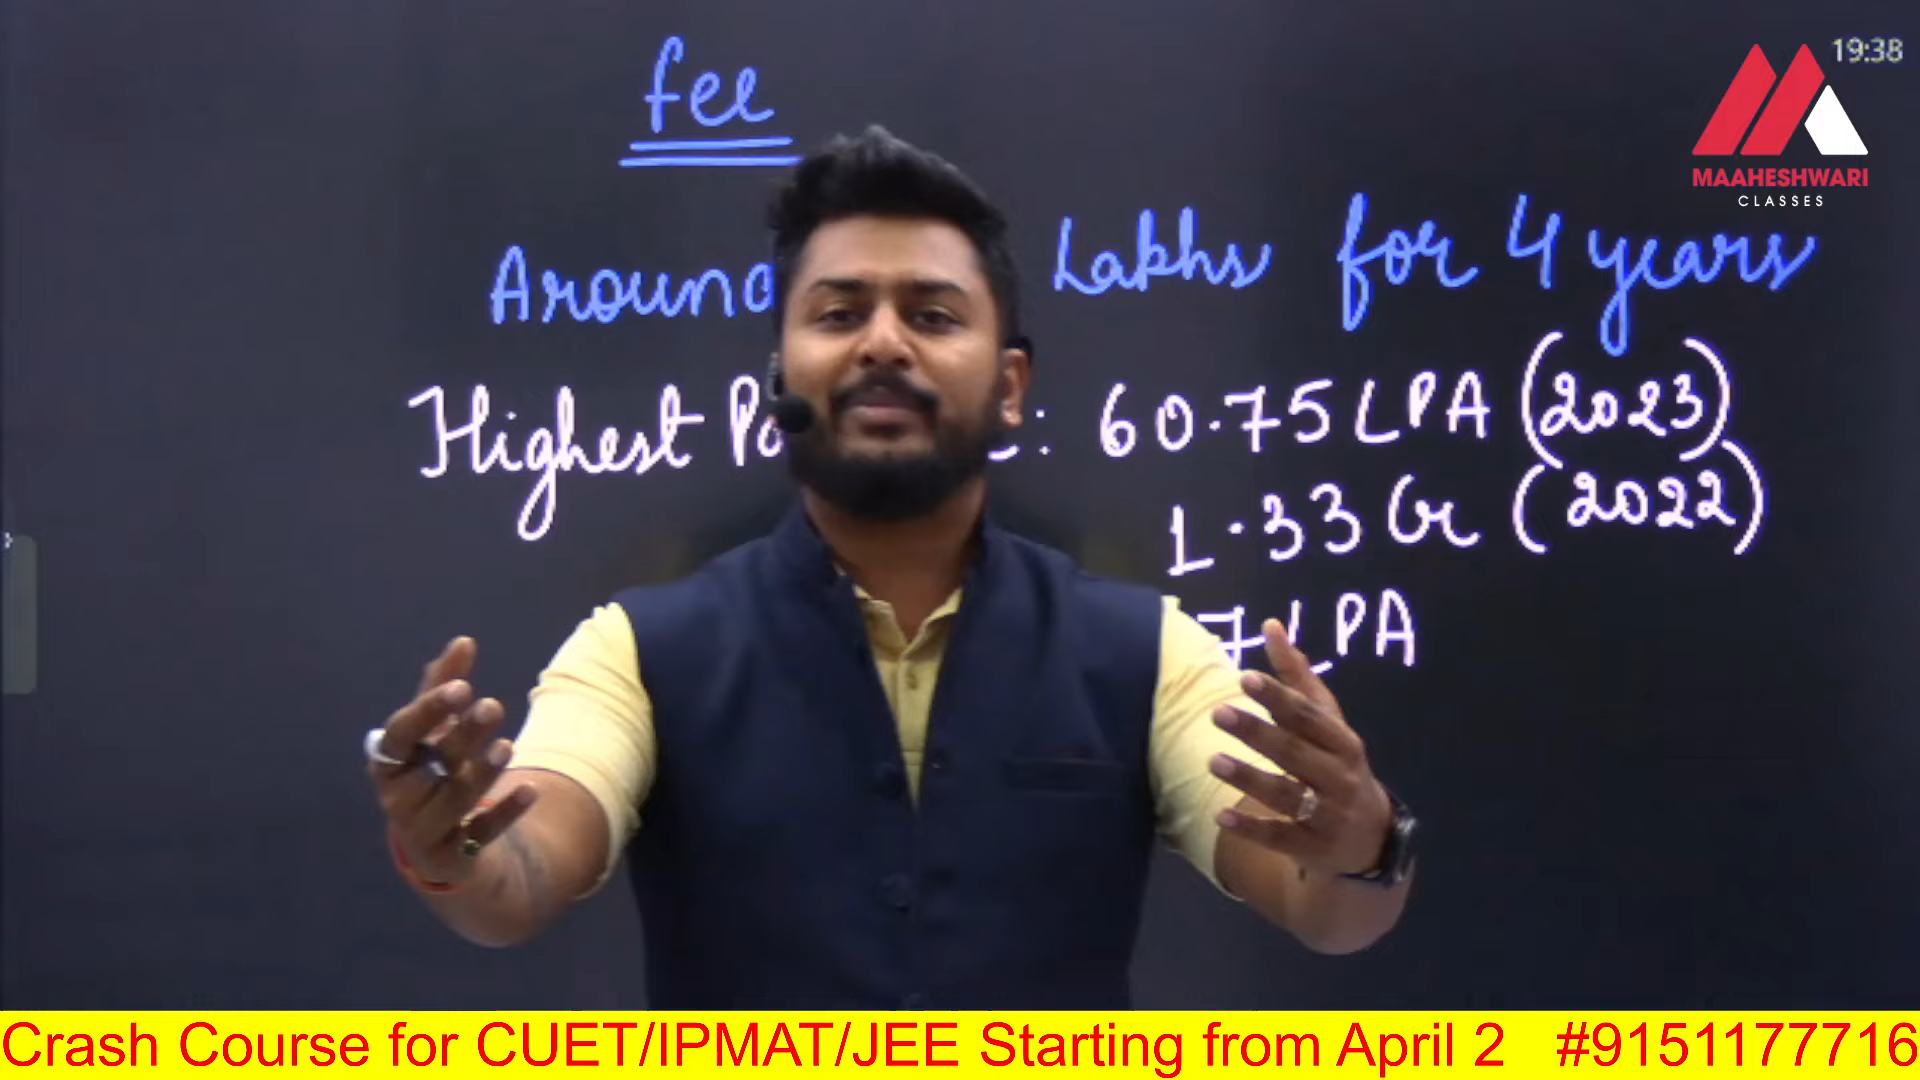 19:38
MAAHESHWARI
CLASSES
fee
Around Lakhs for 4 years
Highest : 60.75 LPA (2023)
1.33 Cr (2022)
7 LPA
Crash Course for CUET/IPMAT/JEE Starting from April 2 #9151177716